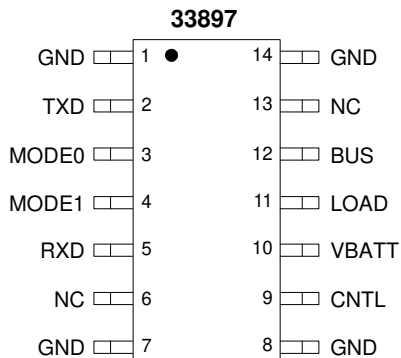 33897
GND 1 14 GND
TXD 2 13 NC
MODE0 3 12 BUS
MODE1 4 11 LOAD
RXD 5 10 VBATT
NC 6 9 CNTL
GND 7 8 GND